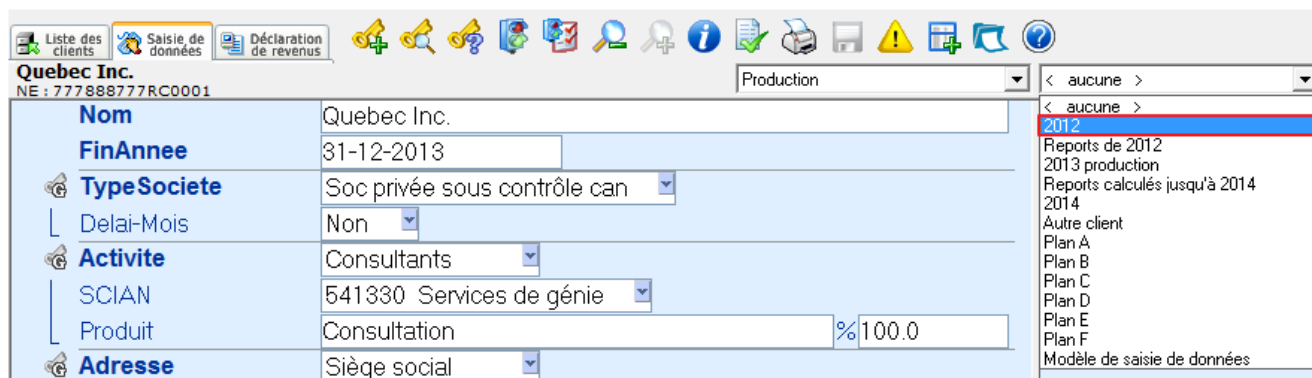 Liste des clients
Saisie de données
Déclaration de revenus
Quebec Inc.
NE : 777888777RC0001
Production
< aucune >
Nom
Quebec Inc.
FinAnnee
31-12-2013
TypeSociete
Soc privée sous contrôle can
Delai-Mois
Non
Activite
Consultants
SCIAN
541330 Services de génie
Produit
Consultation
%
100.0
Adresse
Siège social
< aucune >
2012
Reports de 2012
2013 production
Reports calculés jusqu'à 2014
2014
Autre client
Plan A
Plan B
Plan C
Plan D
Plan E
Plan F
Modèle de saisie de données